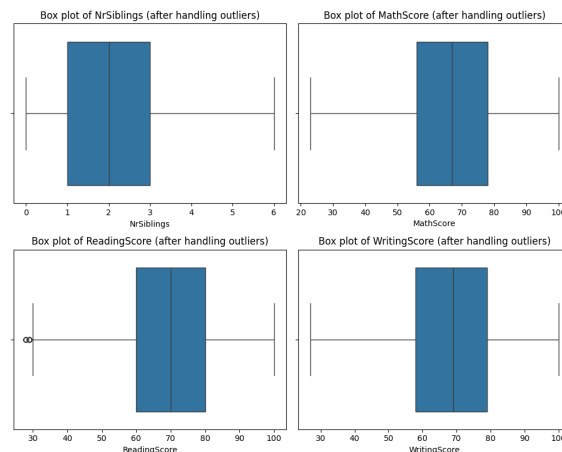 Box plot of NrSiblings (after handling outliers)
0 1 2 3 4 5 6
NrSiblings
Box plot of MathScore (after handling outliers)
20 30 40 50 60 70 80 90 100
MathScore
Box plot of ReadingScore (after handling outliers)
30 40 50 60 70 80 90 100
ReadingScore
Box plot of WritingScore (after handling outliers)
30 40 50 60 70 80 90 100
WritingScore